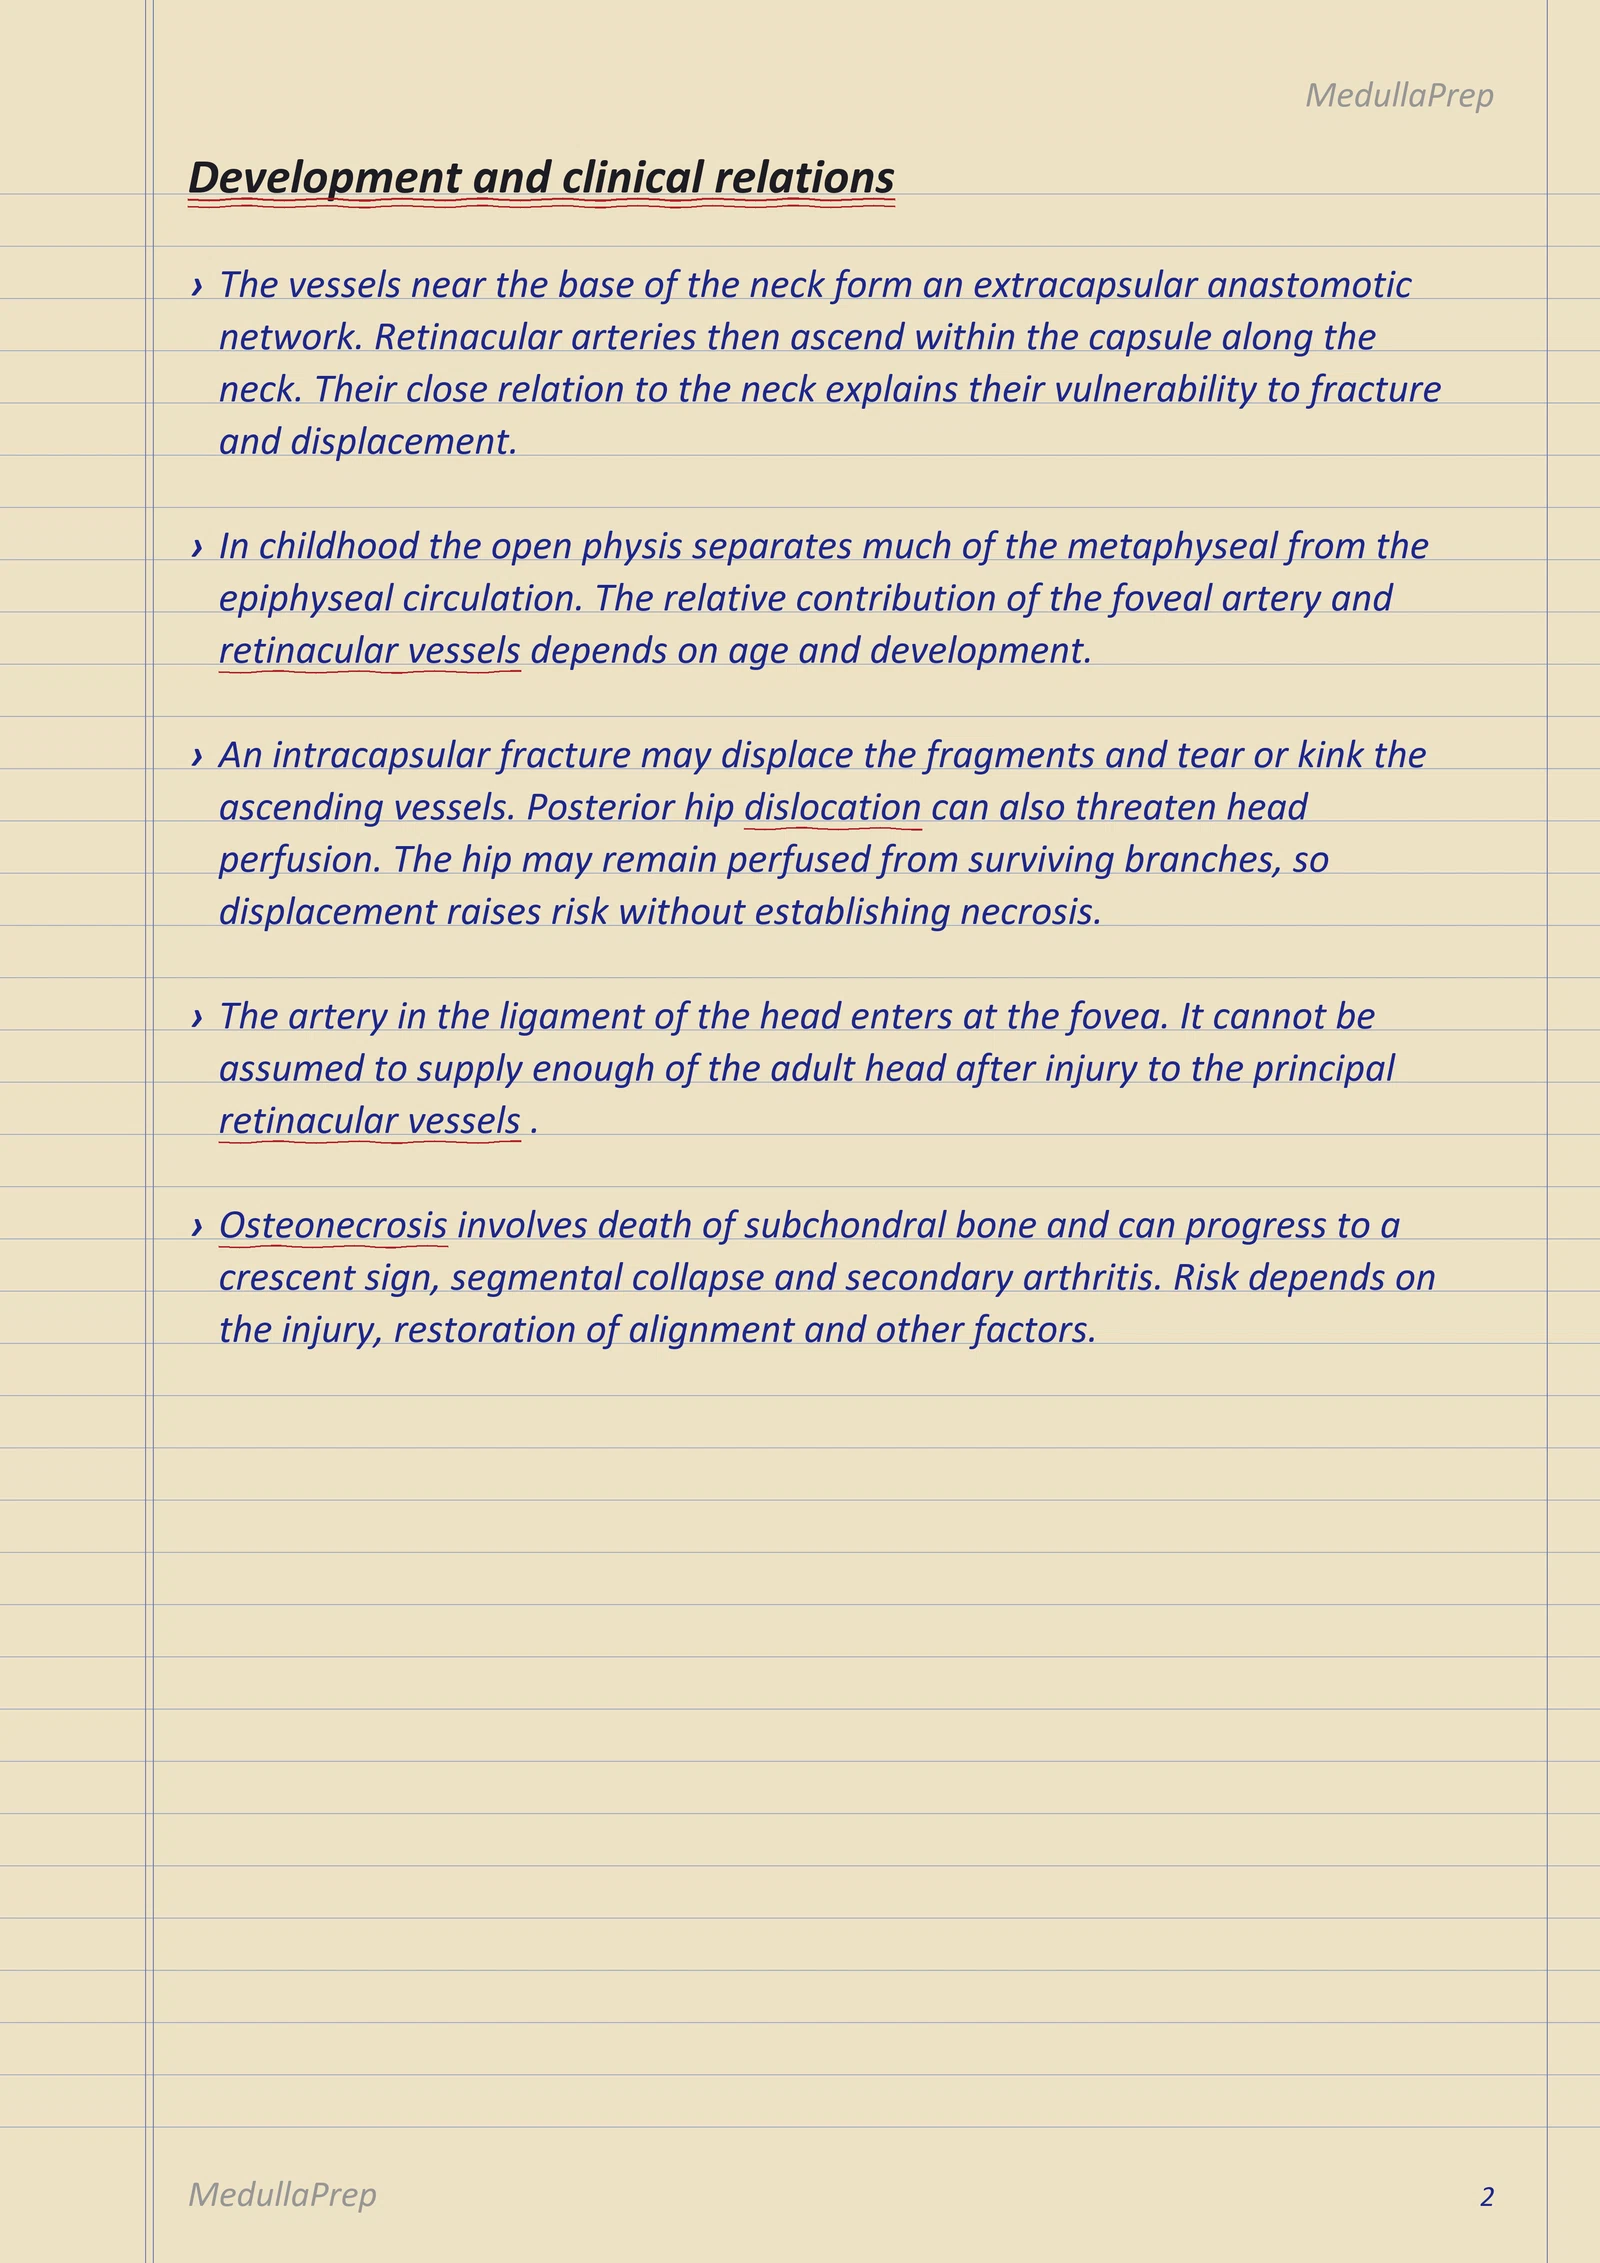 MedullaPrep
Development and clinical relations
› The vessels near the base of the neck form an extracapsular anastomotic
network. Retinacular arteries then ascend within the capsule along the
neck. Their close relation to the neck explains their vulnerability to fracture
and displacement.
› In childhood the open physis separates much of the metaphyseal from the
epiphyseal circulation. The relative contribution of the foveal artery and
retinacular vessels depends on age and development.
› An intracapsular fracture may displace the fragments and tear or kink the
ascending vessels. Posterior hip dislocation can also threaten head
perfusion. The hip may remain perfused from surviving branches, so
displacement raises risk without establishing necrosis.
› The artery in the ligament of the head enters at the fovea. It cannot be
assumed to supply enough of the adult head after injury to the principal
retinacular vessels .
› Osteonecrosis involves death of subchondral bone and can progress to a
crescent sign, segmental collapse and secondary arthritis. Risk depends on
the injury, restoration of alignment and other factors.
MedullaPrep
2